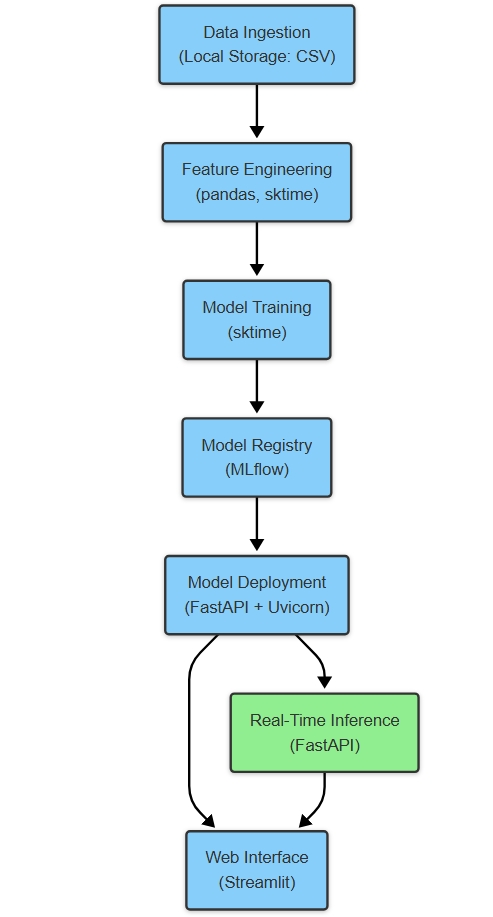 Data Ingestion
(Local Storage: CSV)
Feature Engineering
(pandas, sktime)
Model Training
(sktime)
Model Registry
(MLflow)
Model Deployment
(FastAPI + Uvicorn)
Real-Time Inference
(FastAPI)
Web Interface
(Streamlit)